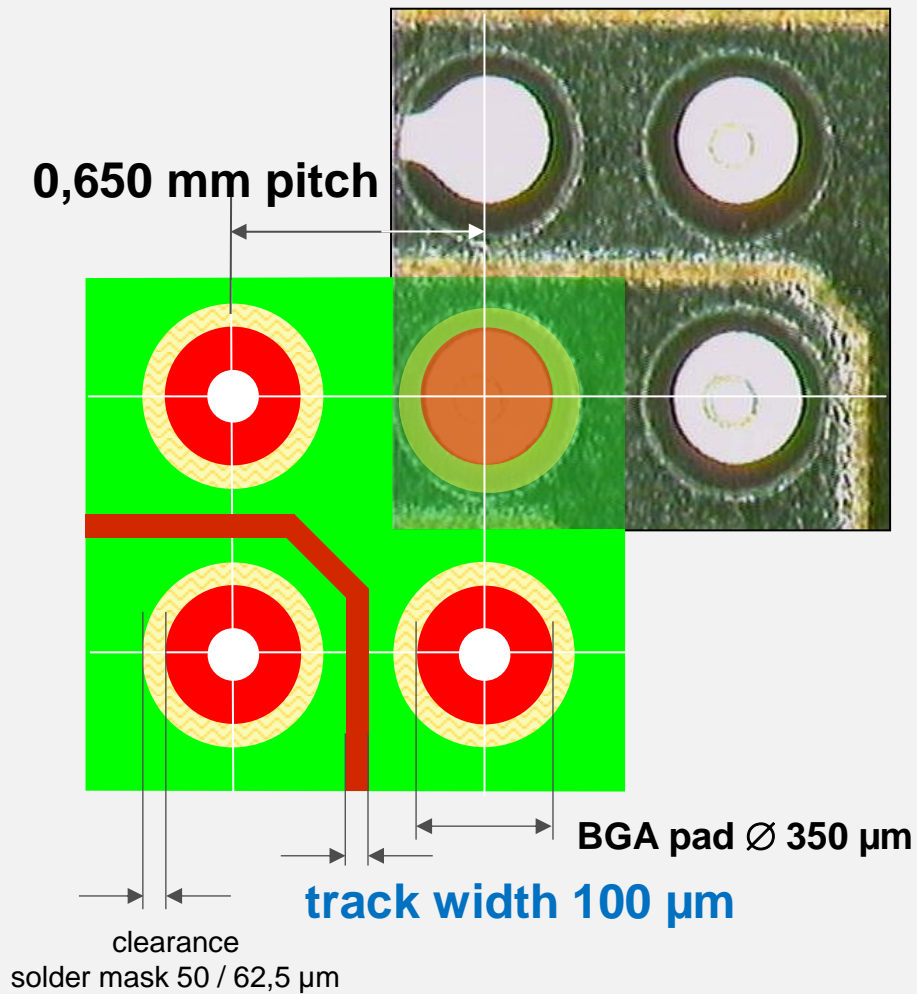 0,650 mm pitch
BGA pad ∅ 350 µm
track width 100 µm
clearance
solder mask 50 / 62,5 µm